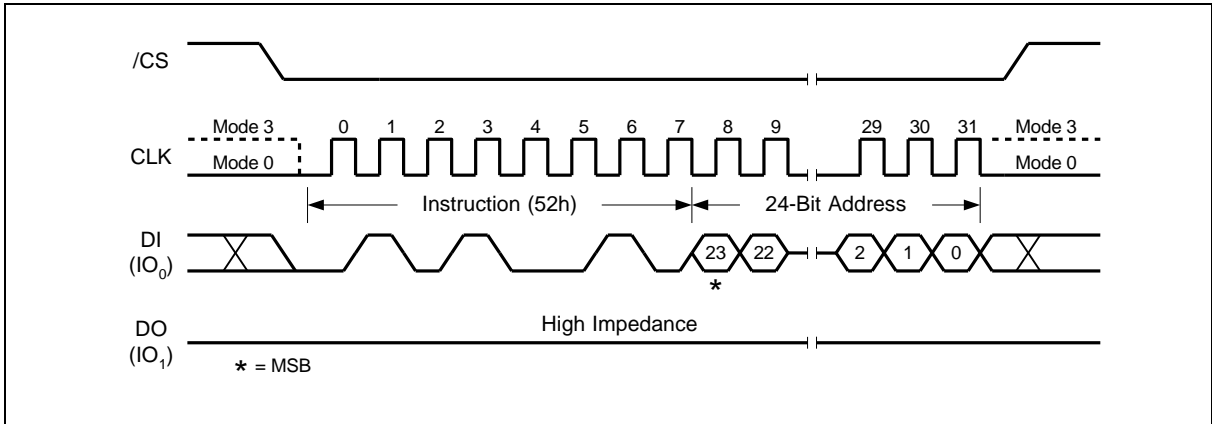 /CS
Mode 3 0 1 2 3 4 5 6 7 8 9 29 30 31 Mode 3
CLK
Mode 0 Mode 0
Instruction (52h) 24-Bit Address
DI
(IO0)
23 22 2 1 0
*
High Impedance
DO
(IO1)
* = MSB